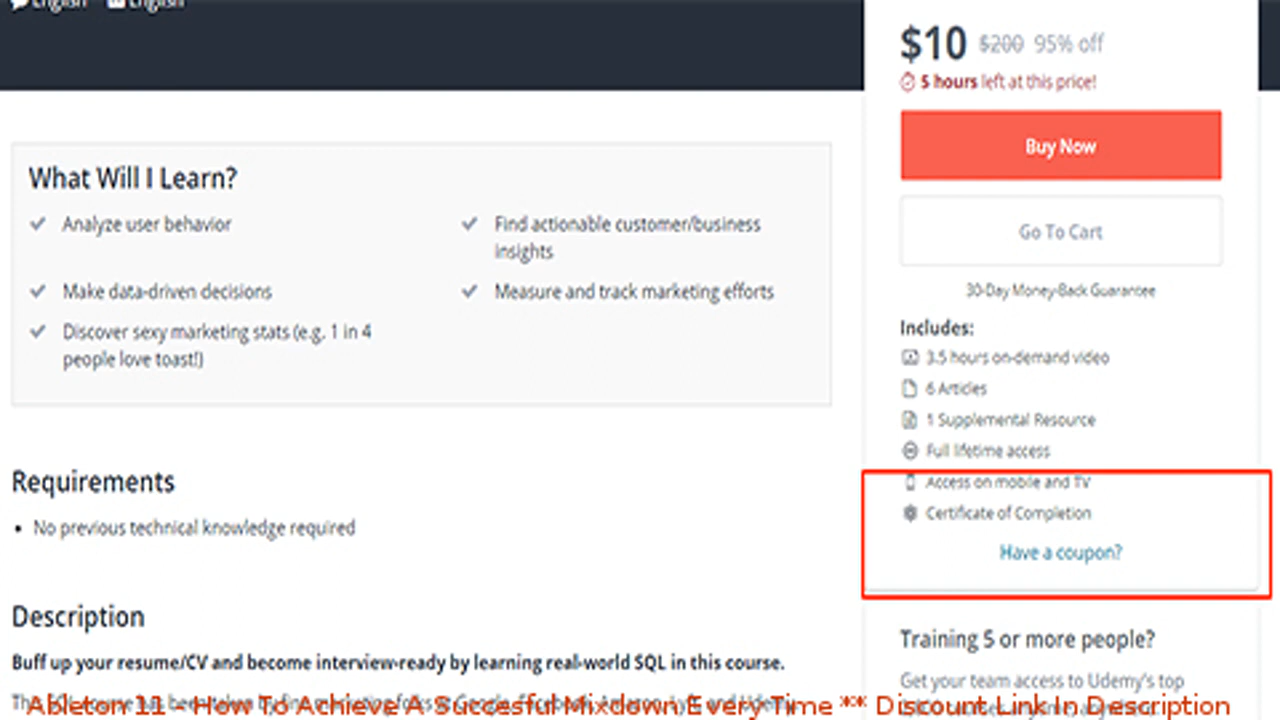 English English
$10 $200 95% off
5 hours left at this price!
Buy Now
Go To Cart
30-Day Money-Back Guarantee
Includes:
3.5 hours on-demand video
6 Articles
1 Supplemental Resource
Full lifetime access
Access on mobile and TV
Certificate of Completion
Have a coupon?
Training 5 or more people?
Get your team access to Udemy's top
What Will I Learn?
Analyze user behavior
Find actionable customer/business
insights
Make data-driven decisions
Measure and track marketing efforts
Discover sexy marketing stats (e.g. 1 in 4
people love toast!)
Requirements
• No previous technical knowledge required
Description
Buff up your resume/CV and become interview-ready by learning real-world SQL in this course.
Ableton 11 - How To Achieve A Succesful Mixdown Every Time ** Discount Link In Description